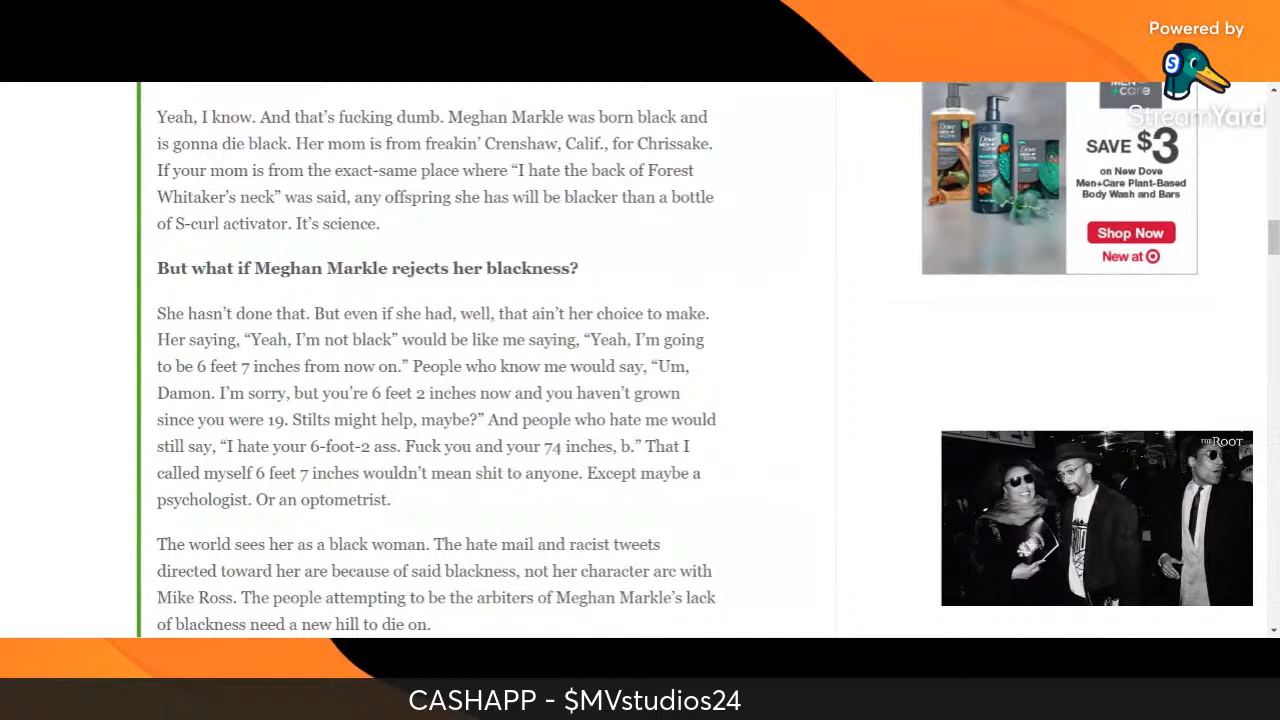 Powered by
StreamYard
Yeah, I know. And that's fucking dumb. Meghan Markle was born black and
is gonna die black. Her mom is from freakin' Crenshaw, Calif., for Chrissake.
If your mom is from the exact-same place where “I hate the back of Forest
Whitaker's neck” was said, any offspring she has will be blacker than a bottle
of S-curl activator. It's science.
But what if Meghan Markle rejects her blackness?
She hasn't done that. But even if she had, well, that ain't her choice to make.
Her saying, “Yeah, I'm not black” would be like me saying, “Yeah, I'm going
to be 6 feet 7 inches from now on.” People who know me would say, “Um,
Damon. I'm sorry, but you're 6 feet 2 inches now and you haven't grown
since you were 19. Stilts might help, maybe?” And people who hate me would
still say, “I hate your 6-foot-2 ass. Fuck you and your 74 inches, b.” That I
called myself 6 feet 7 inches wouldn't mean shit to anyone. Except maybe a
psychologist. Or an optometrist.
The world sees her as a black woman. The hate mail and racist tweets
directed toward her are because of said blackness, not her character arc with
Mike Ross. The people attempting to be the arbiters of Meghan Markle's lack
of blackness need a new hill to die on.
+care
SAVE $3
on New Dove
Men+Care Plant-Based
Body Wash and Bars
Shop Now
New at
THE ROOT
CASHAPP - $MVstudios24